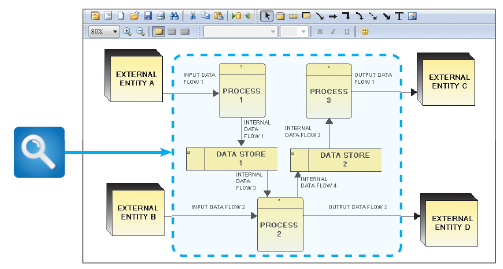 80%
B I U
EXTERNAL
ENTITY A
INPUT DATA
FLOW 1
PROCESS
1
PROCESS
3
OUTPUT DATA
FLOW 1
EXTERNAL
ENTITY C
INTERNAL
DATA
FLOW 1
INTERNAL
DATA
FLOW 2
DATA STORE
1
DATA STORE
2
INTERNAL
DATA
FLOW 3
INTERNAL
DATA FLOW 4
EXTERNAL
ENTITY B
INPUT DATA FLOW 2
PROCESS
2
OUTPUT DATA FLOW 2
EXTERNAL
ENTITY D